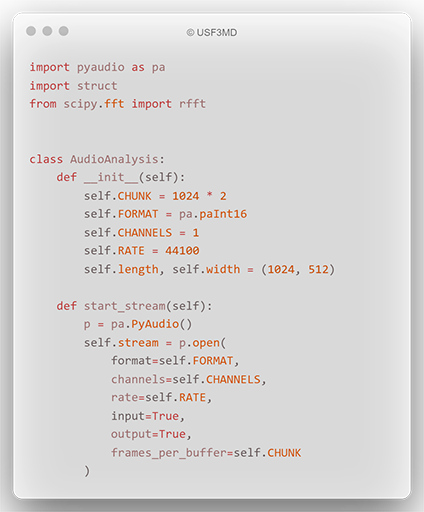 © USF3MD
import pyaudio as pa
import struct
from scipy.fft import rfft
class AudioAnalysis:
    def __init__(self):
        self.CHUNK = 1024 * 2
        self.FORMAT = pa.paInt16
        self.CHANNELS = 1
        self.RATE = 44100
        self.length, self.width = (1024, 512)
    def start_stream(self):
        p = pa.PyAudio()
        self.stream = p.open(
            format=self.FORMAT,
            channels=self.CHANNELS,
            rate=self.RATE,
            input=True,
            output=True,
            frames_per_buffer=self.CHUNK
        )